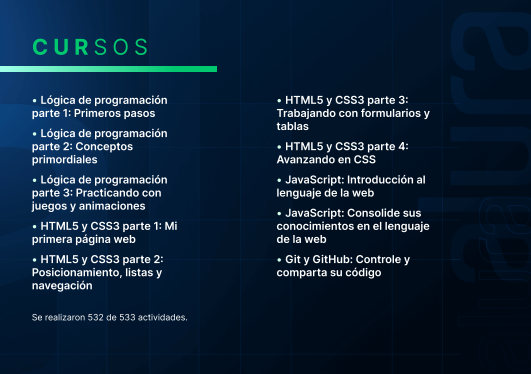 CURSOS
• Lógica de programación
parte 1: Primeros pasos
• Lógica de programación
parte 2: Conceptos
primordiales
• Lógica de programación
parte 3: Practicando con
juegos y animaciones
• HTML5 y CSS3 parte 1: Mi
primera página web
• HTML5 y CSS3 parte 2:
Posicionamiento, listas y
navegación
• HTML5 y CSS3 parte 3:
Trabajando con formularios y
tablas
• HTML5 y CSS3 parte 4:
Avanzando en CSS
• JavaScript: Introducción al
lenguaje de la web
• JavaScript: Consolide sus
conocimientos en el lenguaje
de la web
• Git y GitHub: Controle y
comparta su código
Se realizaron 532 de 533 actividades.
alura